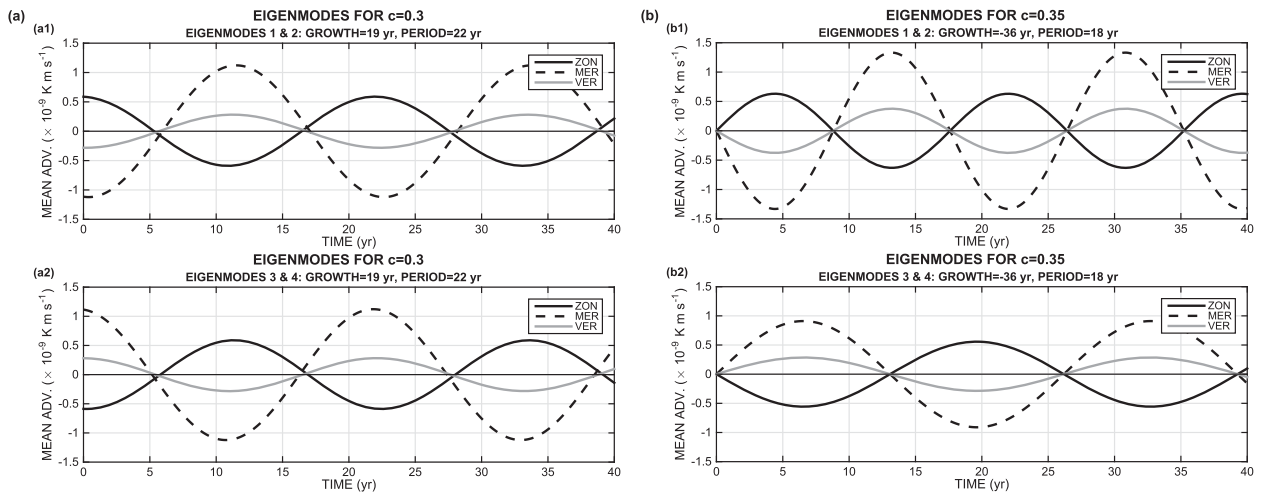 (a)
EIGENMODES FOR c=0.3
(a1)
EIGENMODES 1 & 2: GROWTH=19 yr, PERIOD=22 yr
MEAN ADV. (× 10⁻⁹ K m s⁻¹)
1.5
1
0.5
0
-0.5
-1
-1.5
ZON
MER
VER
0 5 10 15 20 25 30 35 40
TIME (yr)
(b)
EIGENMODES FOR c=0.35
(b1)
EIGENMODES 1 & 2: GROWTH=-36 yr, PERIOD=18 yr
MEAN ADV. (× 10⁻⁹ K m s⁻¹)
1.5
1
0.5
0
-0.5
-1
-1.5
ZON
MER
VER
0 5 10 15 20 25 30 35 40
TIME (yr)
EIGENMODES FOR c=0.3
(a2)
EIGENMODES 3 & 4: GROWTH=19 yr, PERIOD=22 yr
MEAN ADV. (× 10⁻⁹ K m s⁻¹)
1.5
1
0.5
0
-0.5
-1
-1.5
ZON
MER
VER
0 5 10 15 20 25 30 35 40
TIME (yr)
EIGENMODES FOR c=0.35
(b2)
EIGENMODES 3 & 4: GROWTH=-36 yr, PERIOD=18 yr
MEAN ADV. (× 10⁻⁹ K m s⁻¹)
1.5
1
0.5
0
-0.5
-1
-1.5
ZON
MER
VER
0 5 10 15 20 25 30 35 40
TIME (yr)